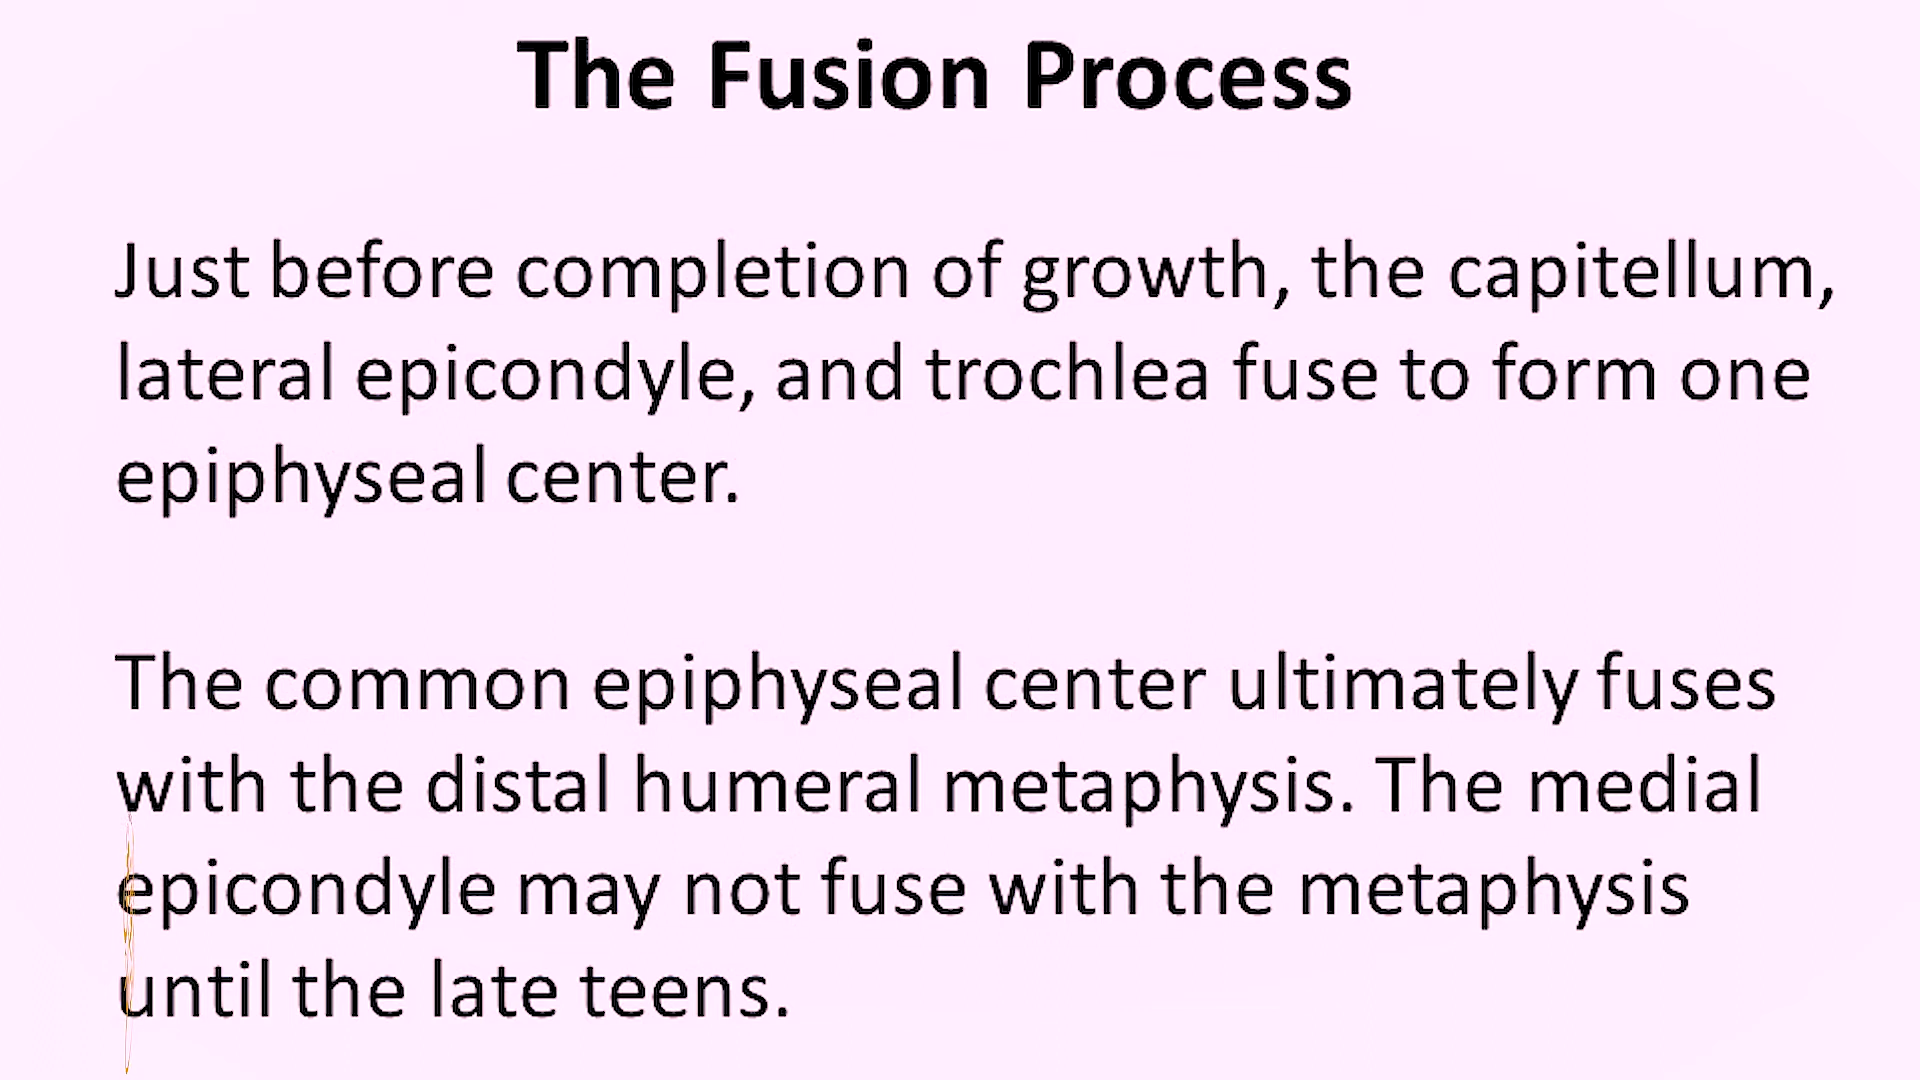 The Fusion Process
Just before completion of growth, the capitellum,
lateral epicondyle, and trochlea fuse to form one
epiphyseal center.
The common epiphyseal center ultimately fuses
with the distal humeral metaphysis. The medial
epicondyle may not fuse with the metaphysis
until the late teens.